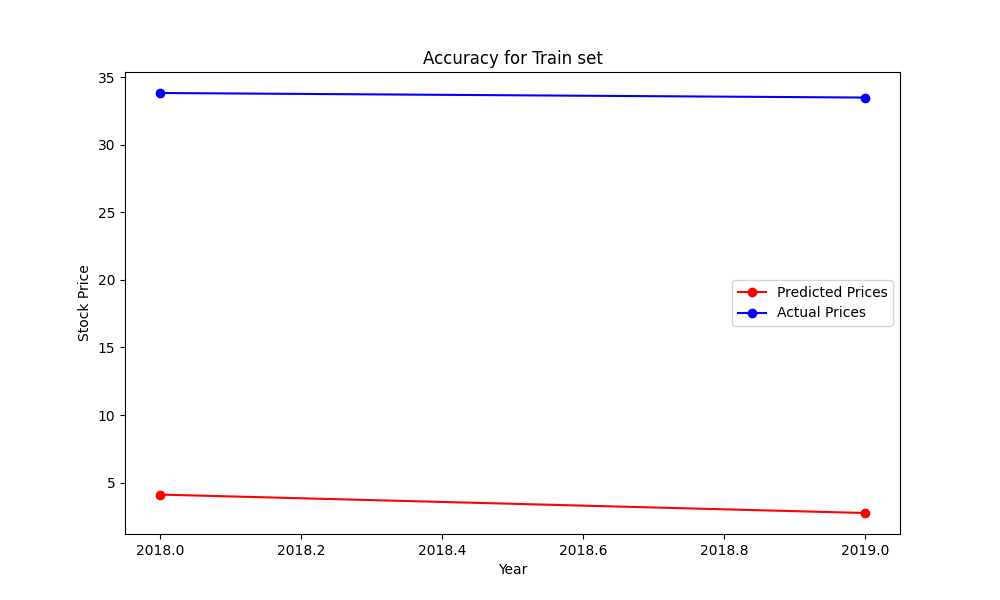 Accuracy for Train set
35
30
25
20
15
10
5
Stock Price
Predicted Prices
Actual Prices
2018.0 2018.2 2018.4 2018.6 2018.8 2019.0
Year